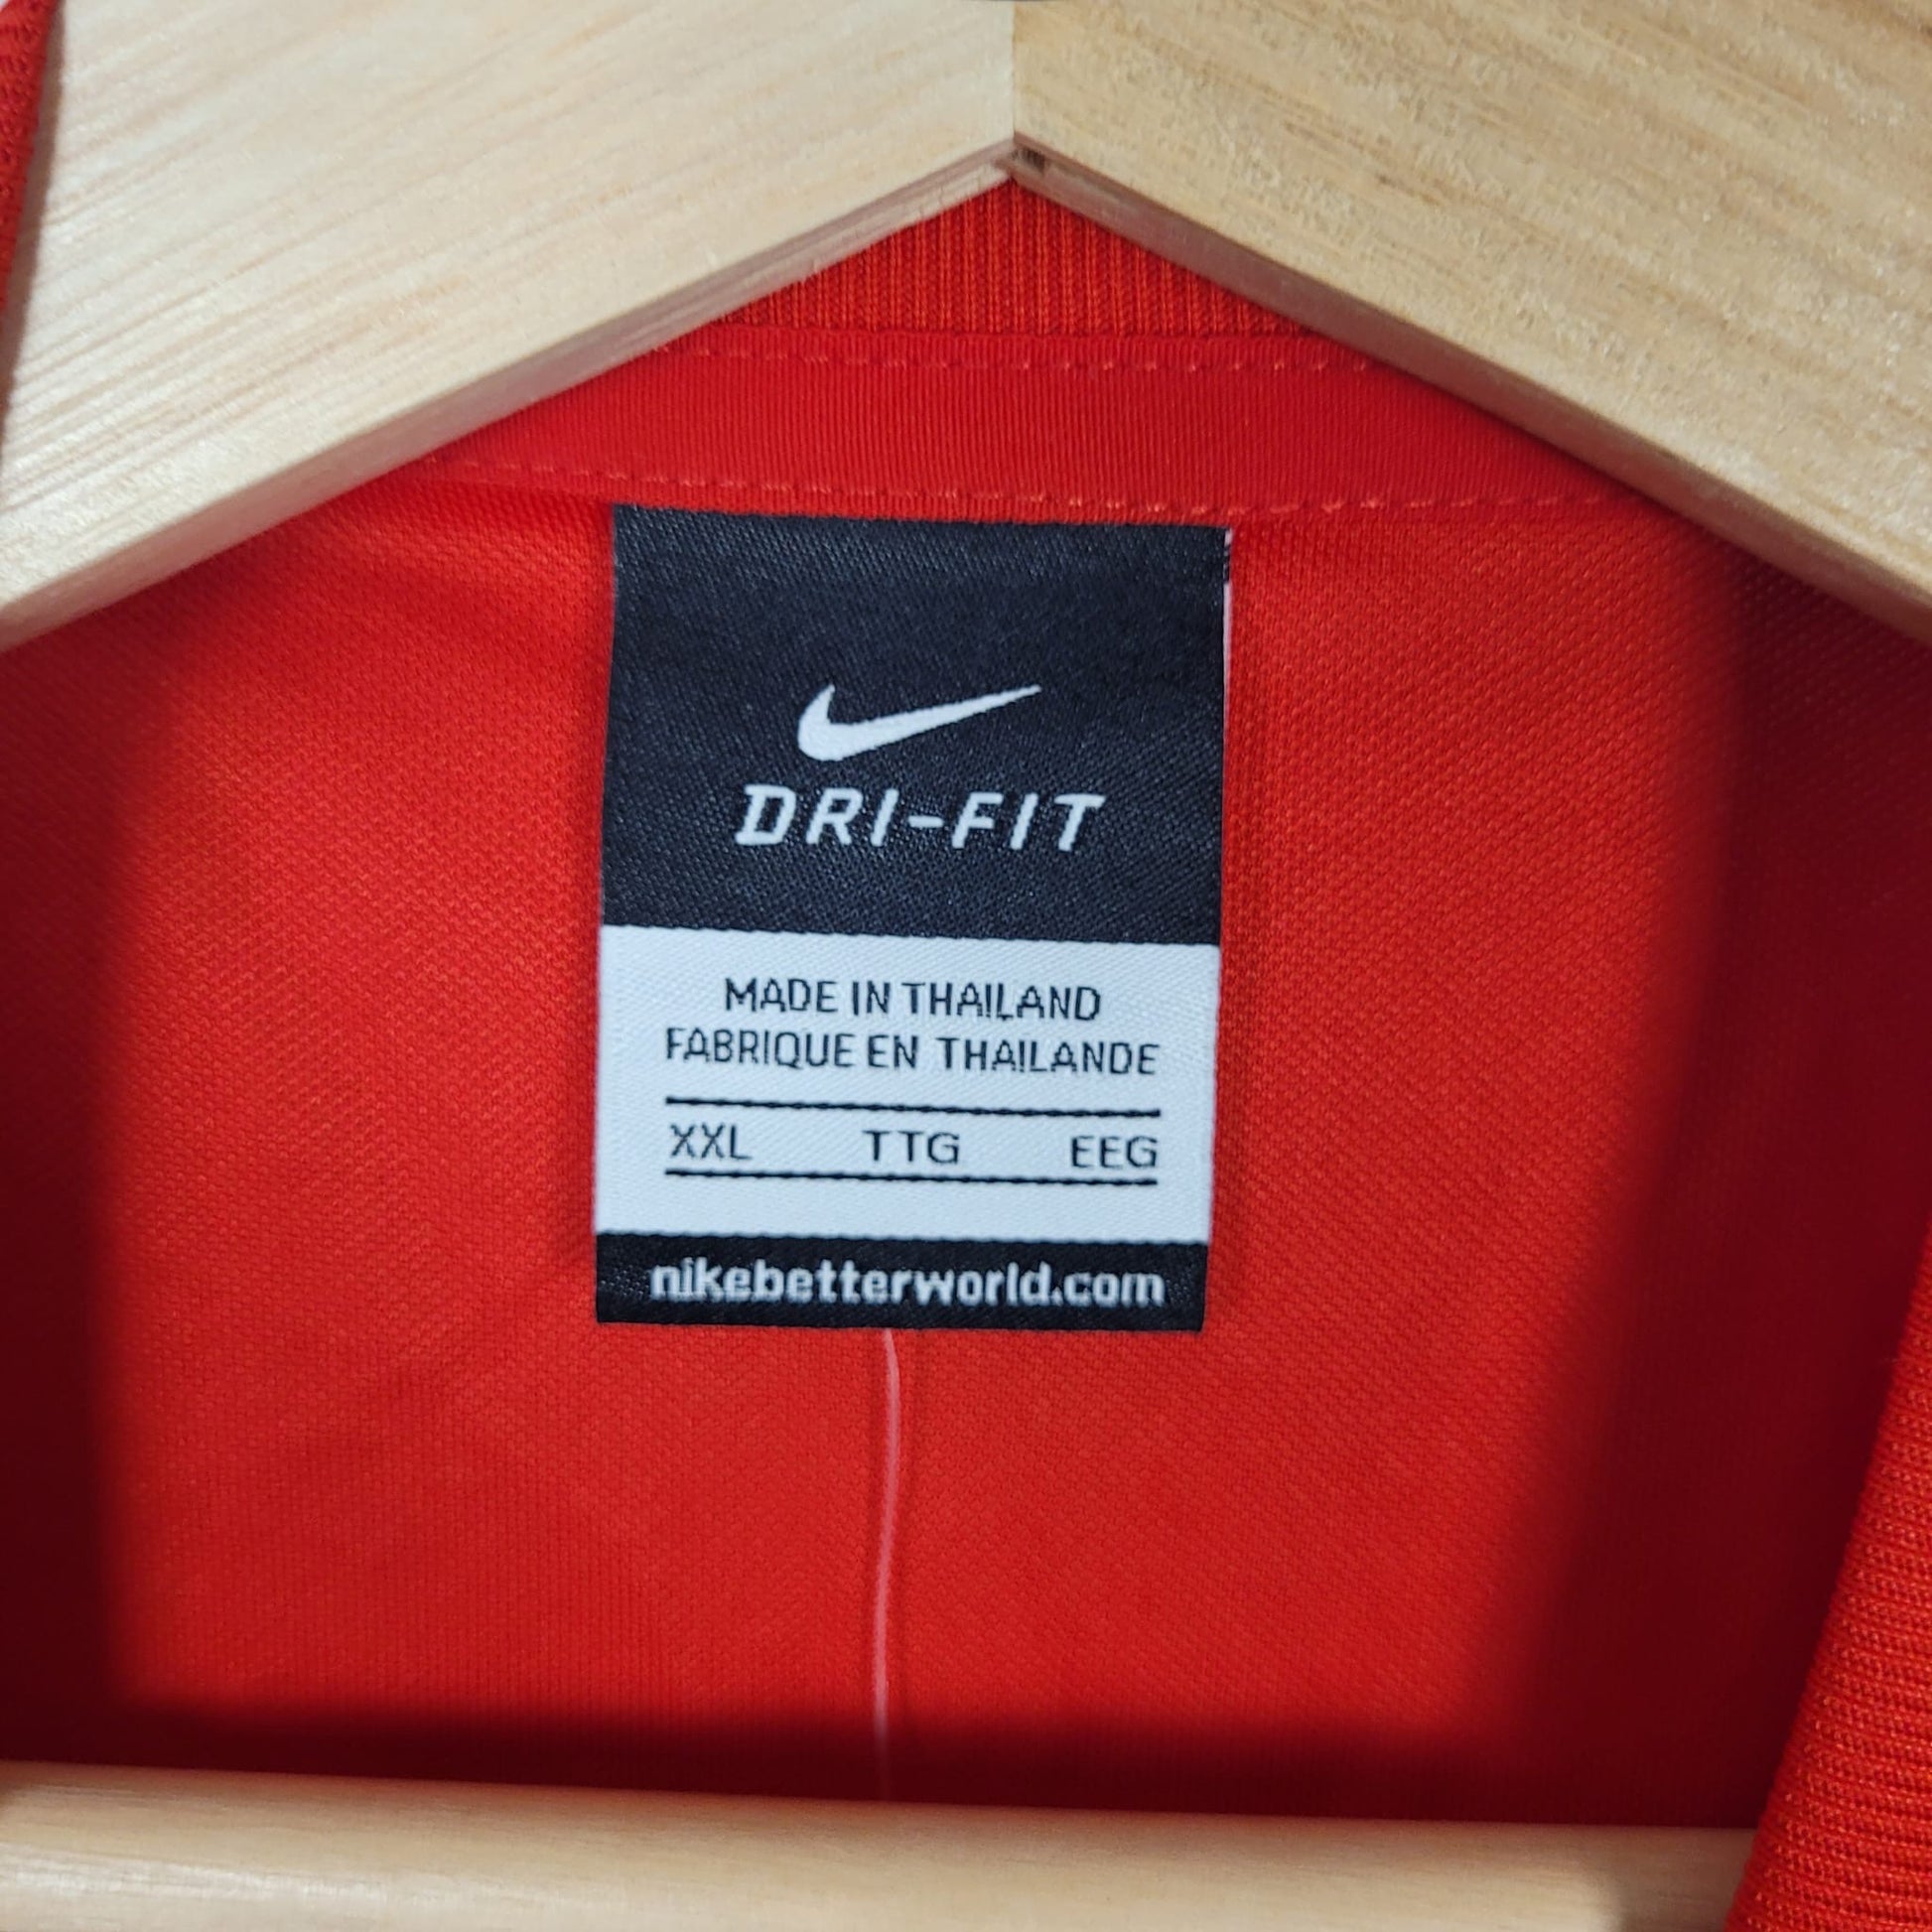 DRI-FIT
MADE IN THAILAND
FABRIQUE EN THAILANDE
XXL TTG EEG
nikebetterworld.com